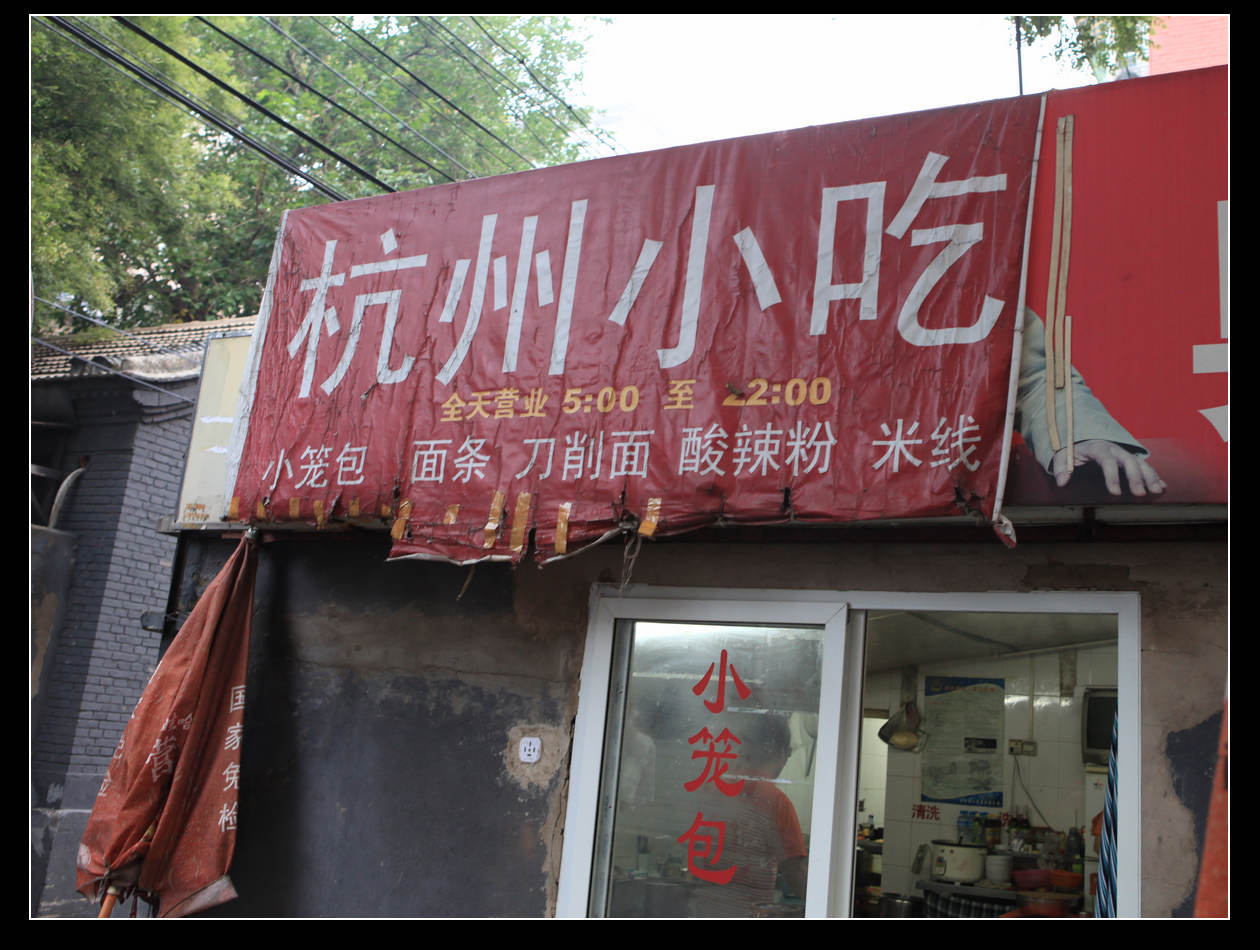 杭州小吃
全天营业 5:00 至 22:00
小笼包 面条 刀削面 酸辣粉 米线
小笼包
国家免检
营
清洗